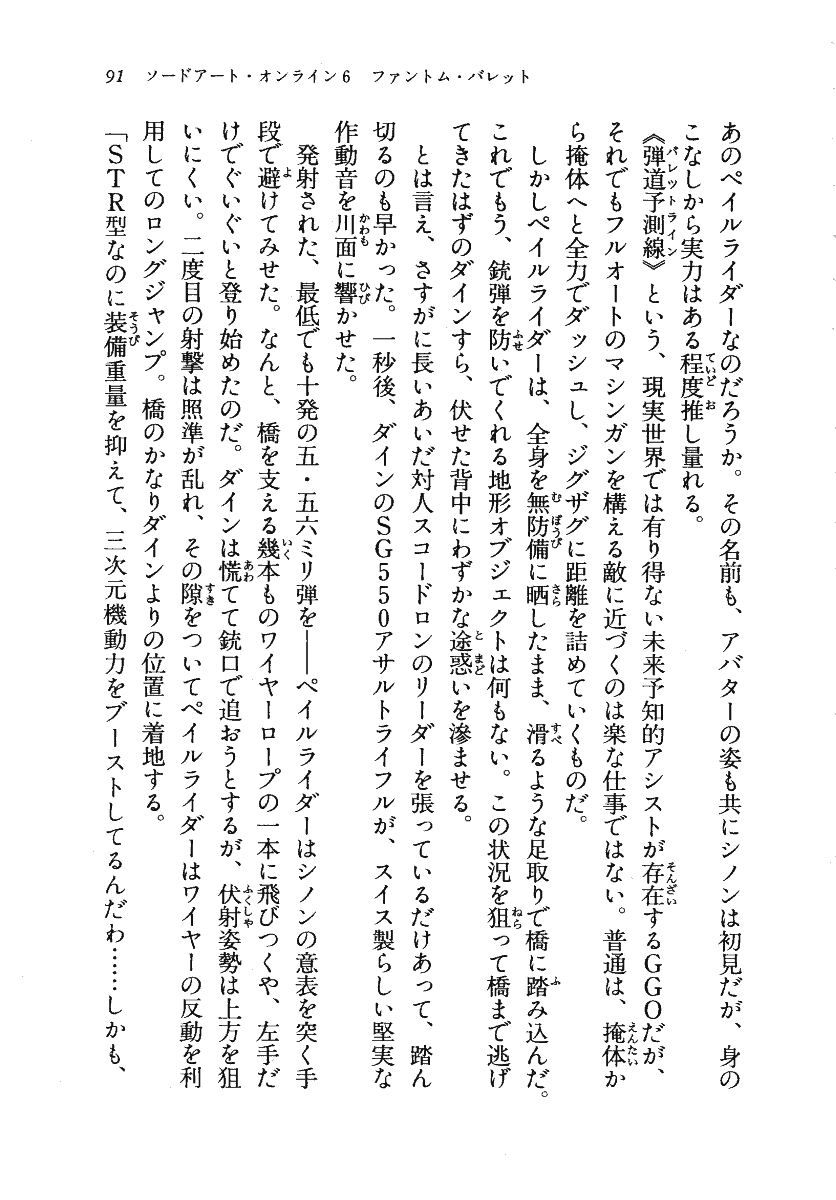 91 ソードアート・オンライン6 ファントム・バレット
あのペイルライダーなのだろうか。その名前も、アバターの姿も共にシノンは初見だが、身の
こなしから実力はある程度推し量れる。
《弾道予測線》という、現実世界では有り得ない未来予知的アシストが存在するGGOだが、
それでもフルオートのマシンガンを構える敵に近づくのは楽な仕事ではない。普通は、掩体か
ら掩体へと全力でダッシュし、ジグザグに距離を詰めていくものだ。
しかしペイルライダーは、全身を無防備に晒したまま、滑るような足取りで橋に踏み込んだ。
これでもう、銃弾を防いでくれる地形オブジェクトは何もない。この状況を狙って橋まで逃げ
てきたはずのダインすら、伏せた背中にわずかな途惑いを滲ませる。
とは言え、さすがに長いあいだ対人スコードロンのリーダーを張っているだけあって、踏ん
切るのも早かった。一秒後、ダインのSG550アサルトライフルが、スイス製らしい堅実な
作動音を川面に響かせた。
発射された、最低でも十発の五・五六ミリ弾を――ペイルライダーはシノンの意表を突く手
段で避けてみせた。なんと、橋を支える幾本ものワイヤーロープの一本に飛びつくや、左手だ
けでぐいぐいと登り始めたのだ。ダインは慌てて銃口で追おうとするが、伏射姿勢は上方を狙
いにくい。二度目の射撃は照準が乱れ、その隙をついてペイルライダーはワイヤーの反動を利
用してのロングジャンプ。橋のかなりダインよりの位置に着地する。
「STR型なのに装備重量を抑えて、三次元機動力をブーストしてるんだわ……しかも、